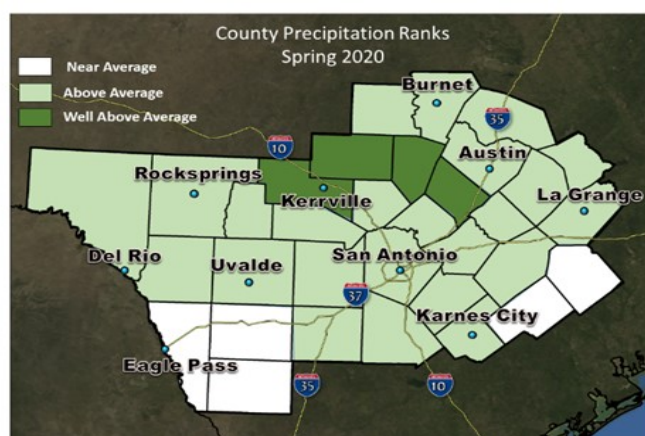 County Precipitation Ranks
Spring 2020
Near Average
Above Average
Well Above Average
Burnet
35
10
Austin
Rocksprings
Kerrville
La Grange
Del Rio
Uvalde
San Antonio
37
Karnes City
Eagle Pass
35
10